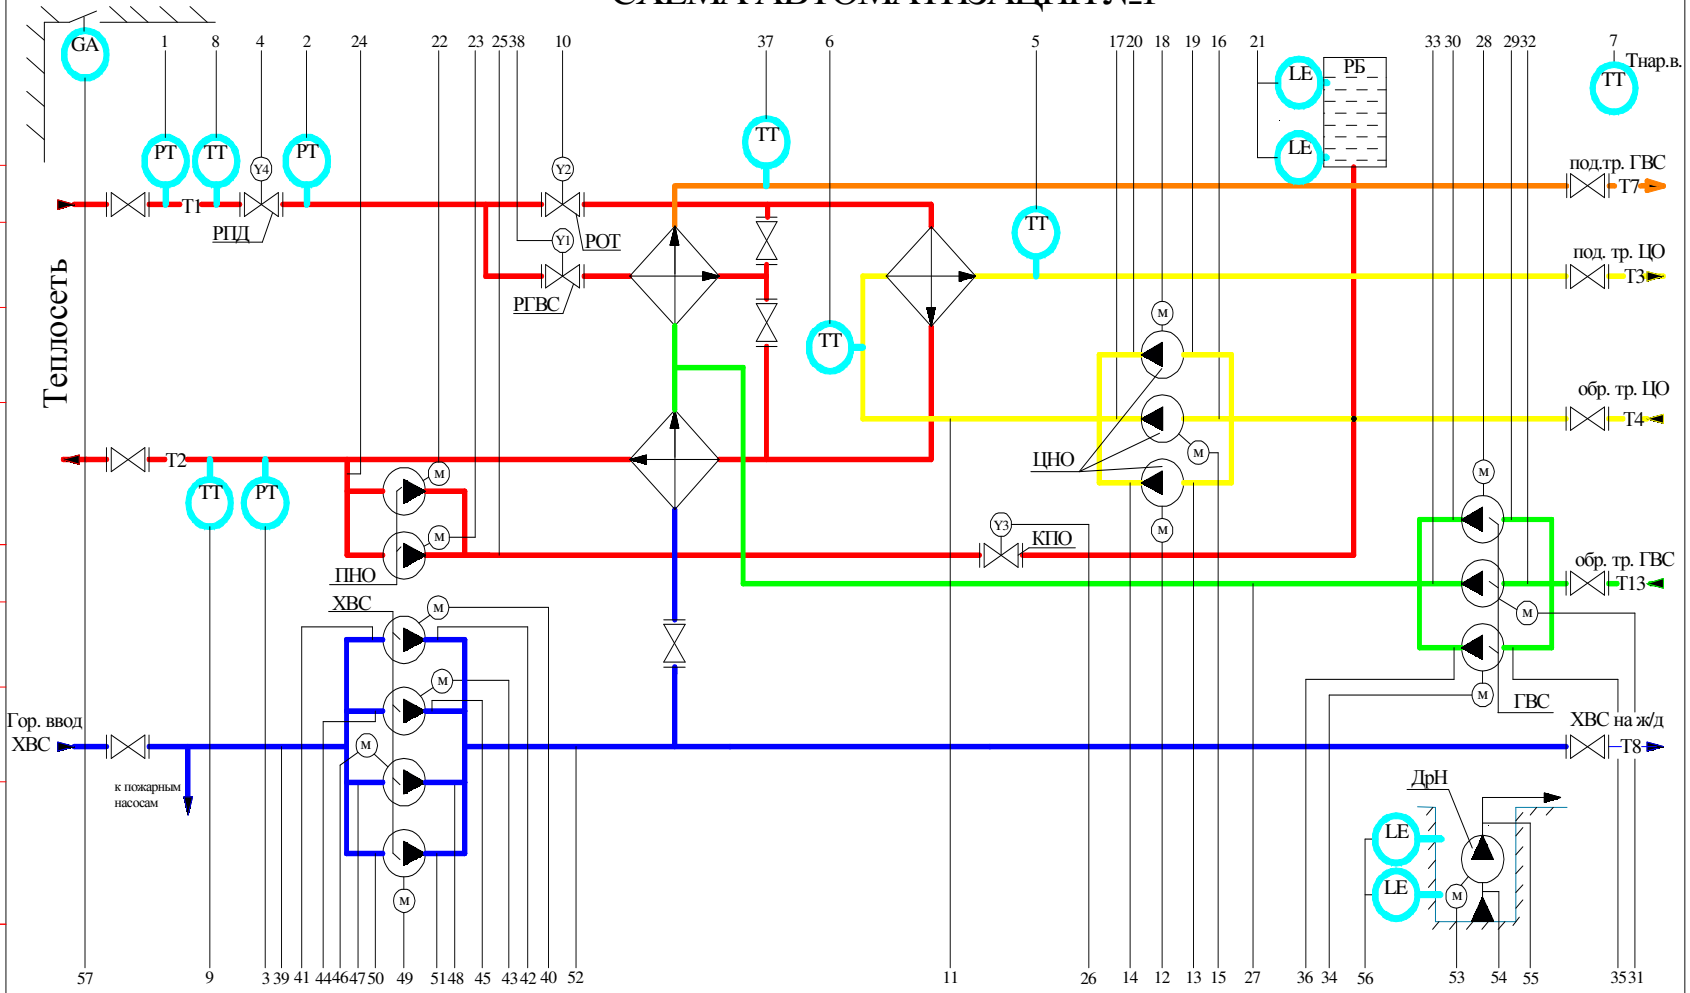 СХЕМА АВТОМАТИЗАЦИИ №1
1 8 4 2 24 22 23 25 38 10 37 6 5 17 20 18 19 16 21 33 30 28 29 32 7
GA
LE
РБ
Тнар.в.
TT
PT TT Y4 PT Y2 TT LE
под.тр. ГВС
T1
T7
РПД
Y1
РОТ
TT
под. тр. ЦО
T3
Теплосеть
РГВС
M
TT
обр. тр. ЦО
T4
T2
M
ЦНО
M
M
TT PT
M
Y3
КПО
M
ПНО
обр. тр. ГВС
T13
ХВС
M
M
M
M
ГВС
Гор. ввод
ХВС
M
ХВС на ж/д
T8
к пожарным
насосам
ДрН
LE
LE
M
M
57 9 3 39 41 44 46 47 50 49 51 48 45 43 42 40 52 11 26 14 12 13 15 27 36 34 56 53 54 55 35 31